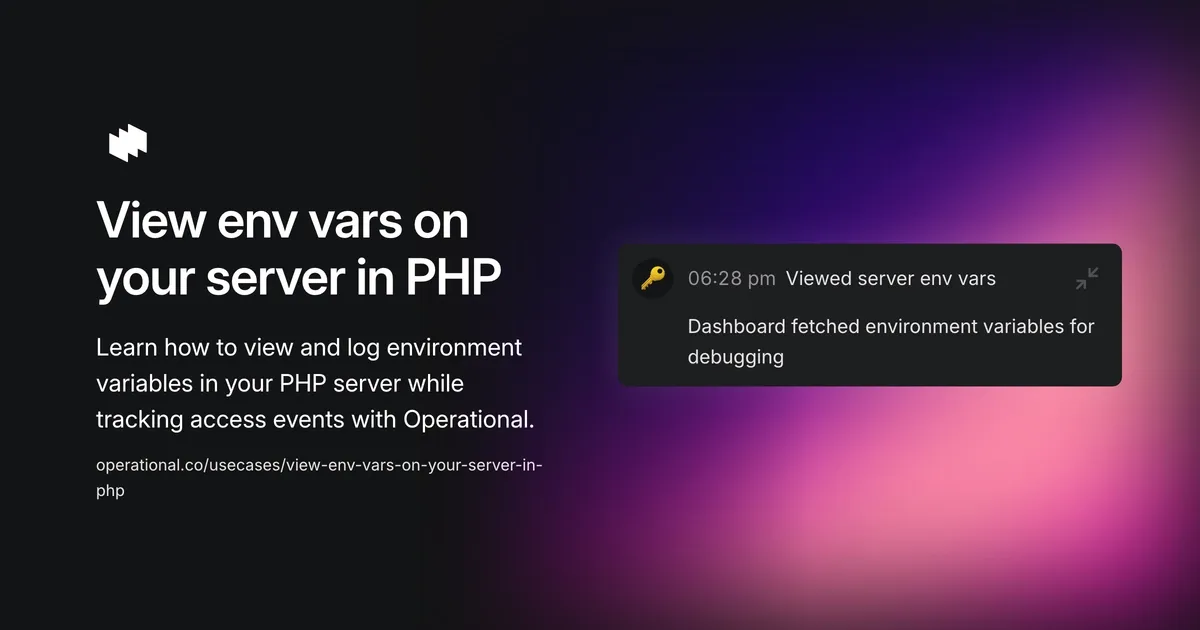 View env vars on
your server in PHP
Learn how to view and log environment
variables in your PHP server while
tracking access events with Operational.
operational.co/usecases/view-env-vars-on-your-server-in-
php
06:28 pm Viewed server env vars
Dashboard fetched environment variables for
debugging